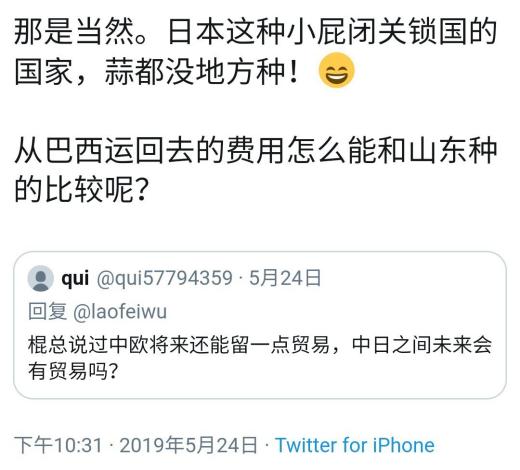 那是当然。日本这种小屁闭关锁国的
国家，蒜都没地方种！😄
从巴西运回去的费用怎么能和山东种
的比较呢？
qui @qui57794359 · 5月24日
回复 @laofeiwu
棍总说过中欧将来还能留一点贸易，中日之间未来会
有贸易吗？
下午10:31 · 2019年5月24日 · Twitter for iPhone